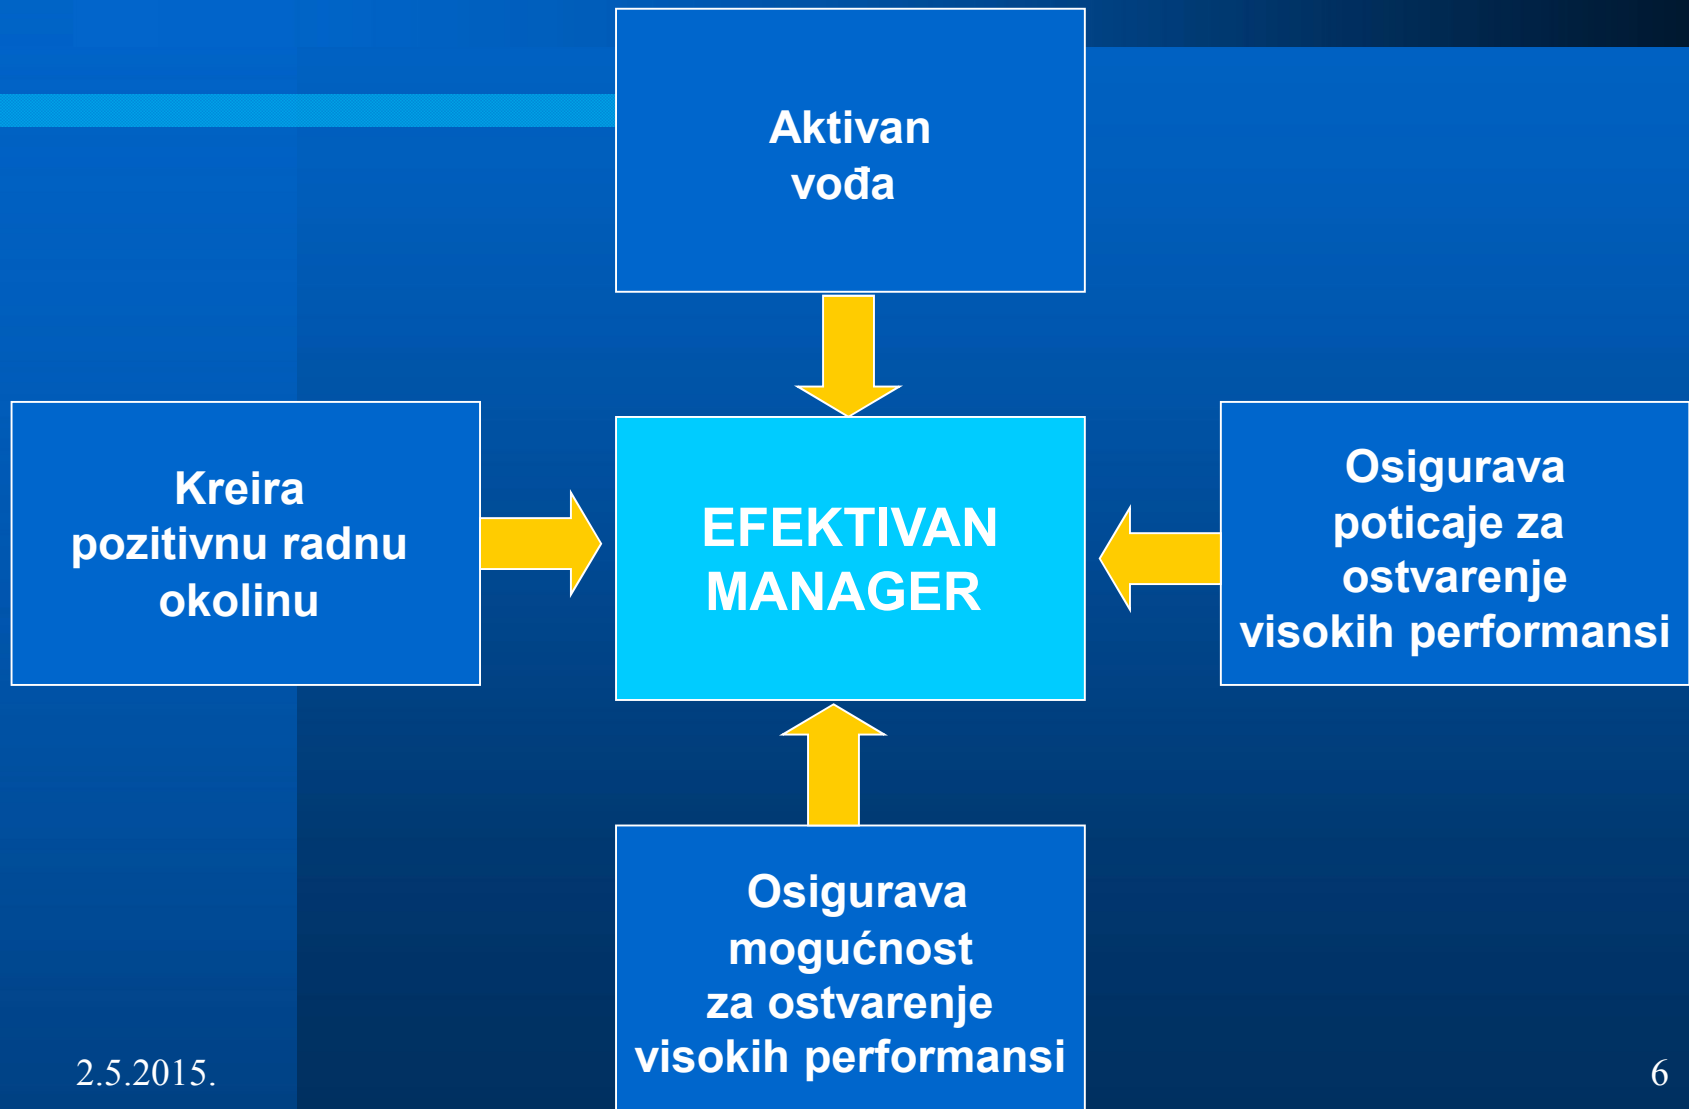 Aktivan
vođa
Kreira
pozitivnu radnu
okolinu
EFEKTIVAN
MANAGER
Osigurava
poticaje za
ostvarenje
visokih performansi
Osigurava
mogućnost
za ostvarenje
visokih performansi
2.5.2015.
6